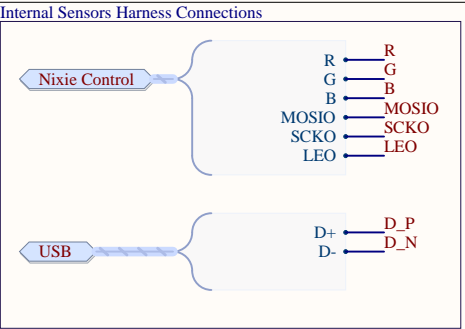 Internal Sensors Harness Connections
Nixie Control
R R
G G
B B
MOSIO MOSIO
SCKO SCKO
LEO LEO
USB
D+ D_P
D- D_N